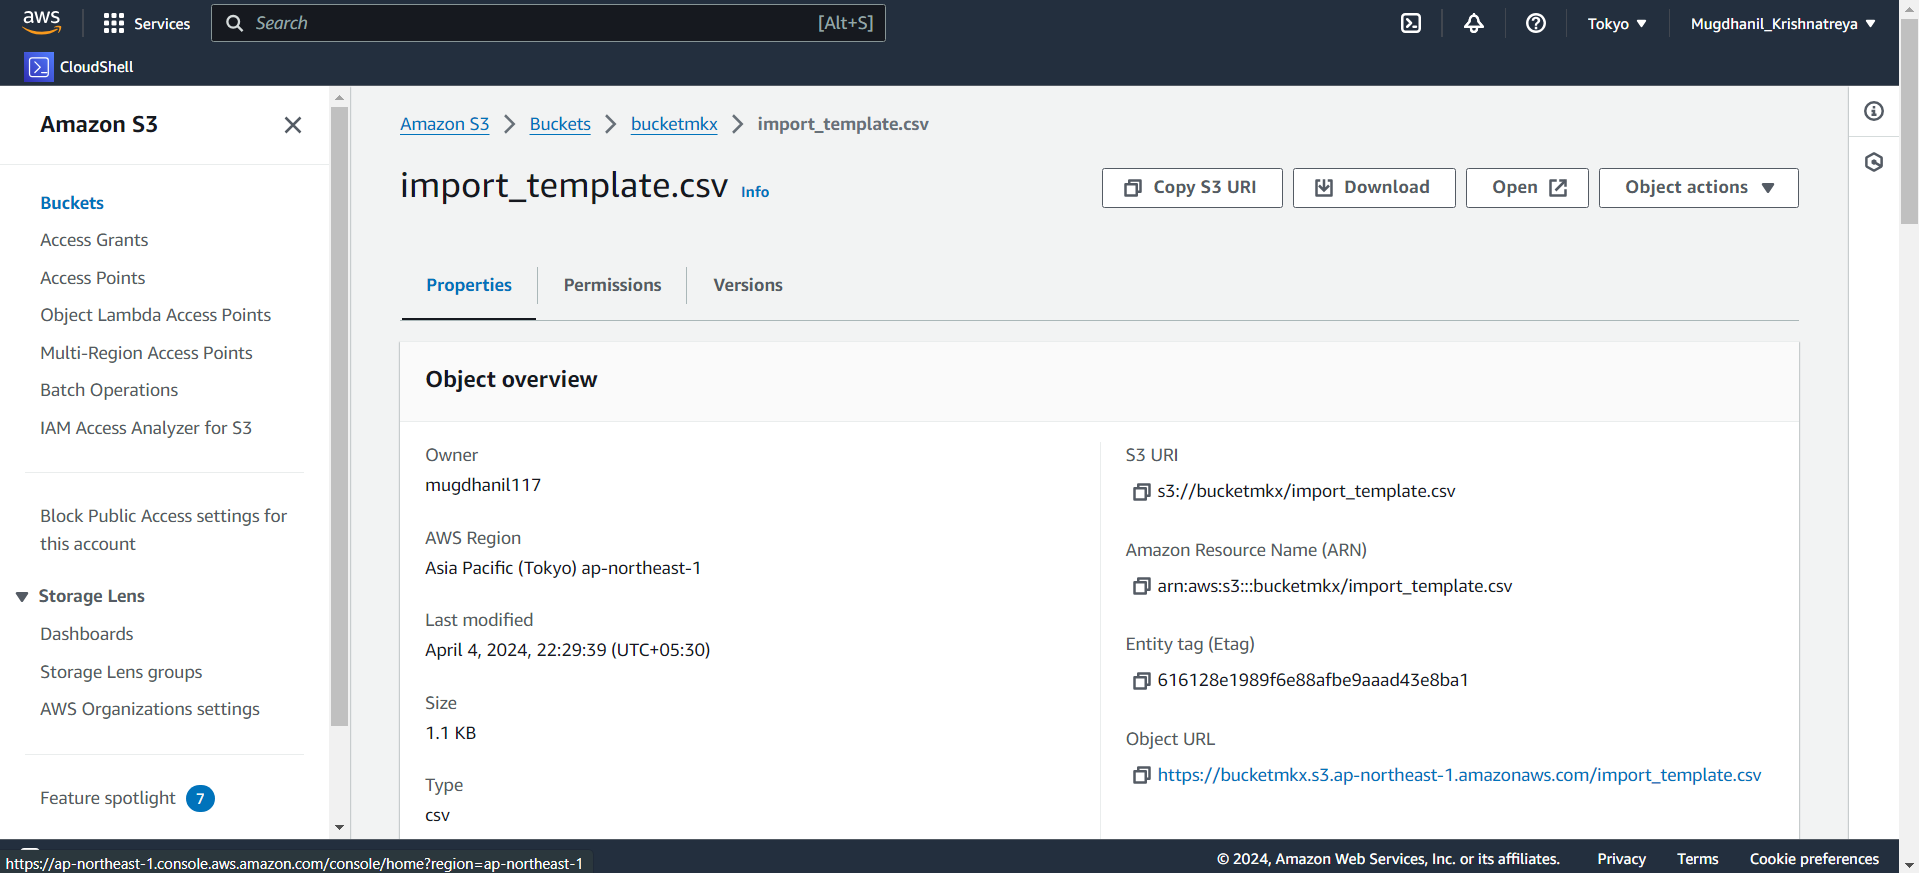 aws
Services
Search
[Alt+S]
Tokyo
Mugdhanil_Krishnatreya
CloudShell
Amazon S3
Buckets
Access Grants
Access Points
Object Lambda Access Points
Multi-Region Access Points
Batch Operations
IAM Access Analyzer for S3
Block Public Access settings for
this account
Storage Lens
Dashboards
Storage Lens groups
AWS Organizations settings
Feature spotlight 7
Amazon S3 > Buckets > bucketmkx > import_template.csv
import_template.csv Info
Copy S3 URI
Download
Open
Object actions
Properties
Permissions
Versions
Object overview
Owner
mugdhanil117
AWS Region
Asia Pacific (Tokyo) ap-northeast-1
Last modified
April 4, 2024, 22:29:39 (UTC+05:30)
Size
1.1 KB
Type
csv
S3 URI
s3://bucketmkx/import_template.csv
Amazon Resource Name (ARN)
arn:aws:s3:::bucketmkx/import_template.csv
Entity tag (Etag)
616128e1989f6e88afbe9aaad43e8ba1
Object URL
https://bucketmkx.s3.ap-northeast-1.amazonaws.com/import_template.csv
https://ap-northeast-1.console.aws.amazon.com/console/home?region=ap-northeast-1
© 2024, Amazon Web Services, Inc. or its affiliates.
Privacy
Terms
Cookie preferences